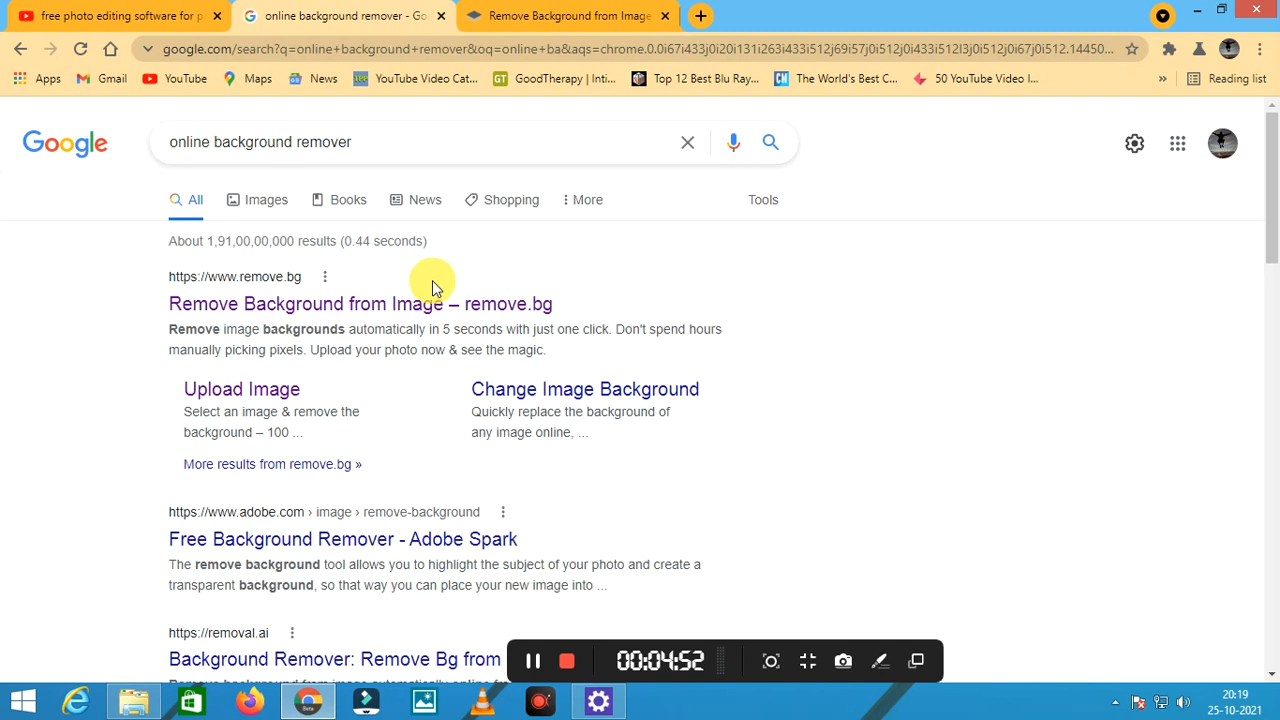 free photo editing software for p
online background remover - Go
Remove Background from Image
google.com/search?q=online+background+remover&oq=online+ba&aqs=chrome.0.0i67i433j0i20i131i263i433i512j69i57j0i512j0i433i512l3j0i512j0i67j0i512.14450...
Apps
Gmail
YouTube
Maps
News
YouTube Video Cat...
GoodTherapy | Inti...
Top 12 Best Blu Ray...
The World's Best C...
50 YouTube Video I...
»
Reading list
Google
online background remover
All
Images
Books
News
Shopping
More
Tools
About 1,91,00,00,000 results (0.44 seconds)
https://www.remove.bg
Remove Background from Image – remove.bg
Remove image backgrounds automatically in 5 seconds with just one click. Don't spend hours
manually picking pixels. Upload your photo now & see the magic.
Upload Image
Select an image & remove the
background – 100 ...
Change Image Background
Quickly replace the background of
any image online, ...
More results from remove.bg »
https://www.adobe.com › image › remove-background
Free Background Remover - Adobe Spark
The remove background tool allows you to highlight the subject of your photo and create a
transparent background, so that way you can place your new image into ...
https://removal.ai
Background Remover: Remove Bg from
00:04:52
Beta
20:19
25-10-2021